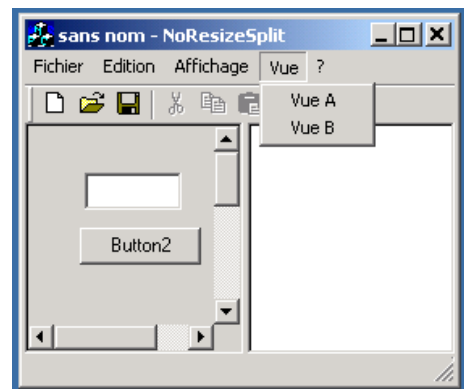 sans nom - NoResizeSplit
Fichier Edition Affichage Vue ?
Vue A
Vue B
Button2